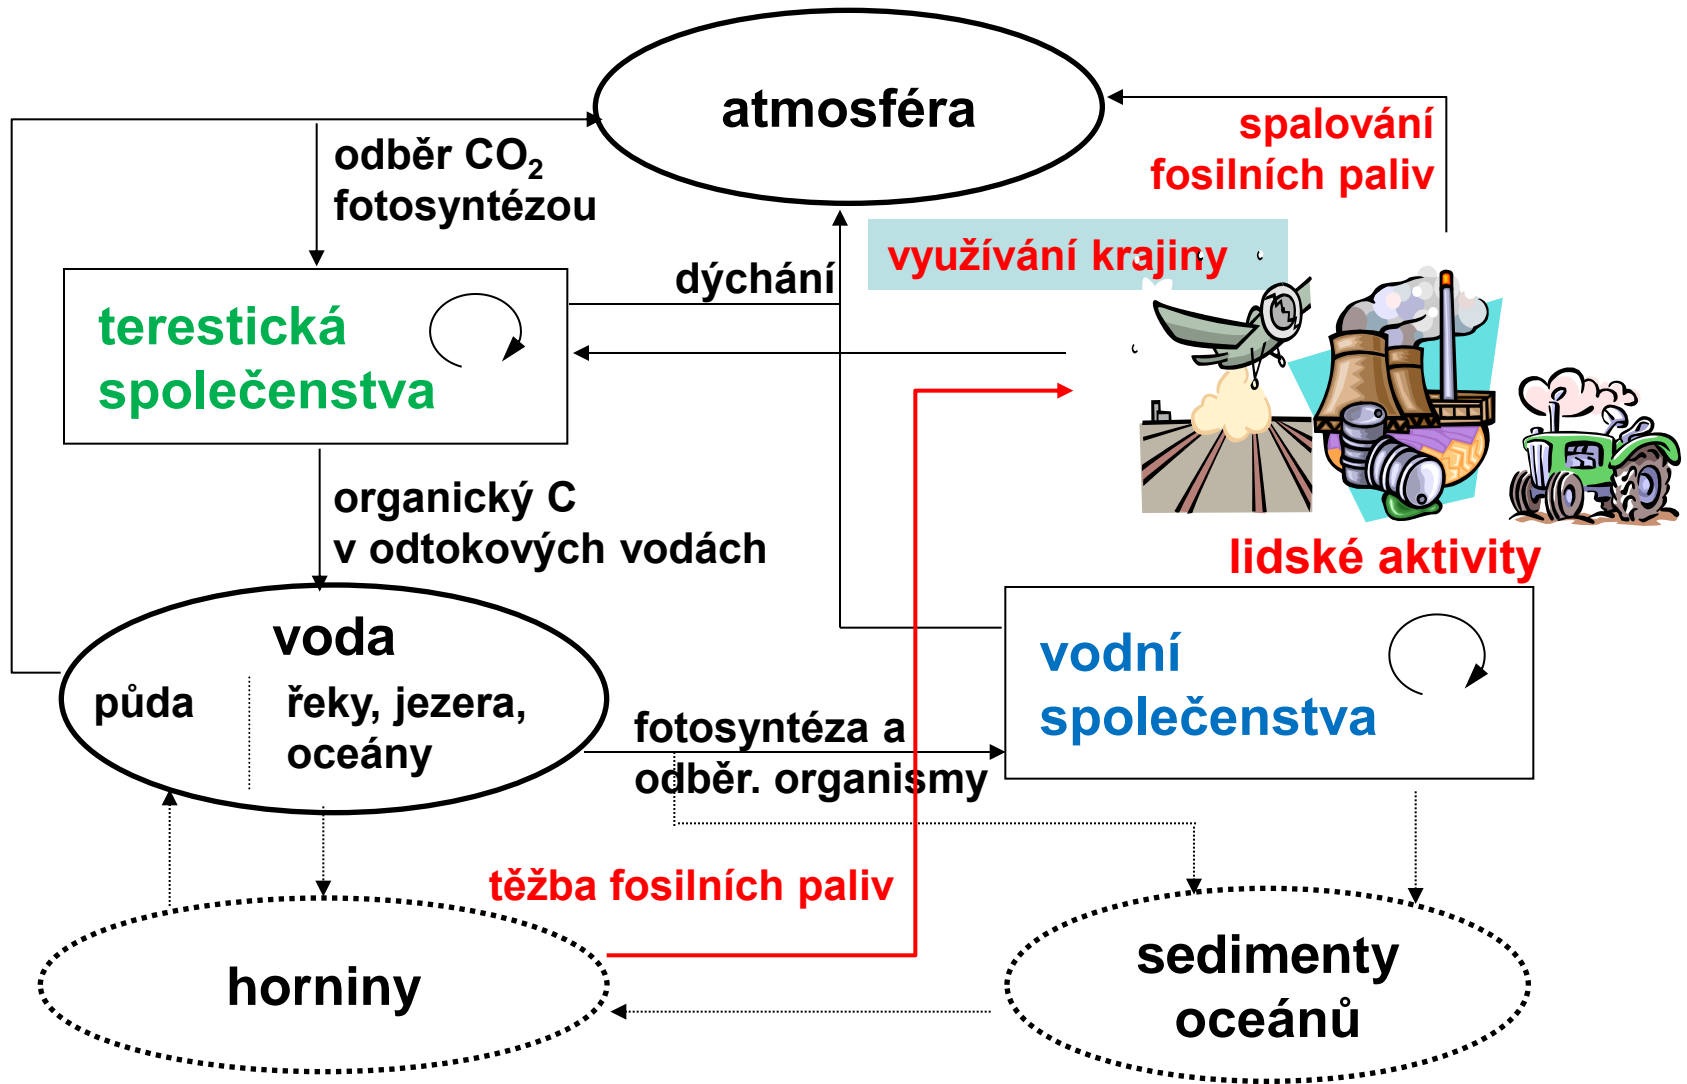 atmosféra
spalování
fosilních paliv
odběr CO₂
fotosyntézou
využívání krajiny
dýchání
terestická
společenstva
organický C
v odtokových vodách
lidské aktivity
voda
půda
řeky, jezera,
oceány
vodní
společenstva
fotosyntéza a
odběr. organismy
těžba fosilních paliv
horniny
sedimenty
oceánů